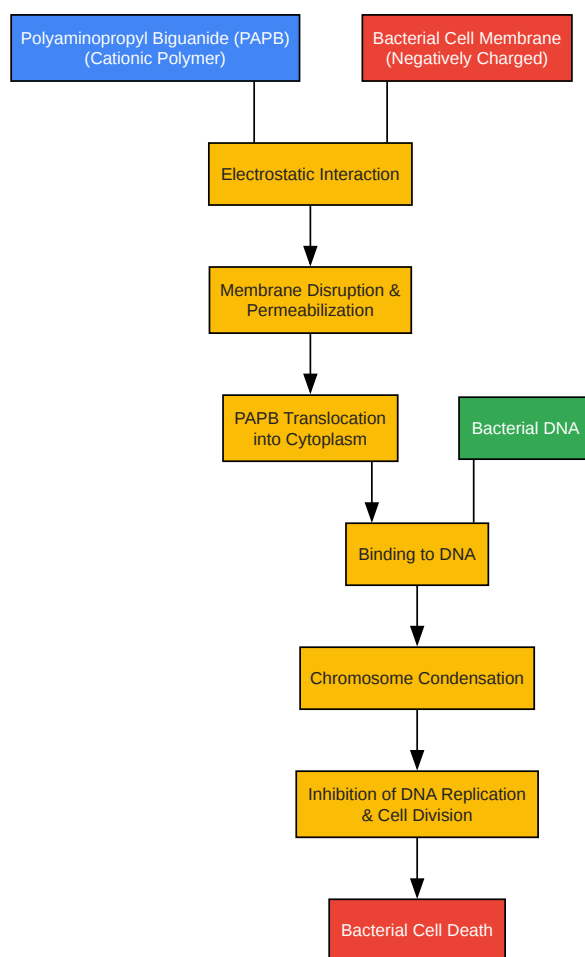 Polyaminopropyl Biguanide (PAPB)
(Cationic Polymer)
Bacterial Cell Membrane
(Negatively Charged)
Electrostatic Interaction
Membrane Disruption &
Permeabilization
PAPB Translocation
into Cytoplasm
Bacterial DNA
Binding to DNA
Chromosome Condensation
Inhibition of DNA Replication
& Cell Division
Bacterial Cell Death